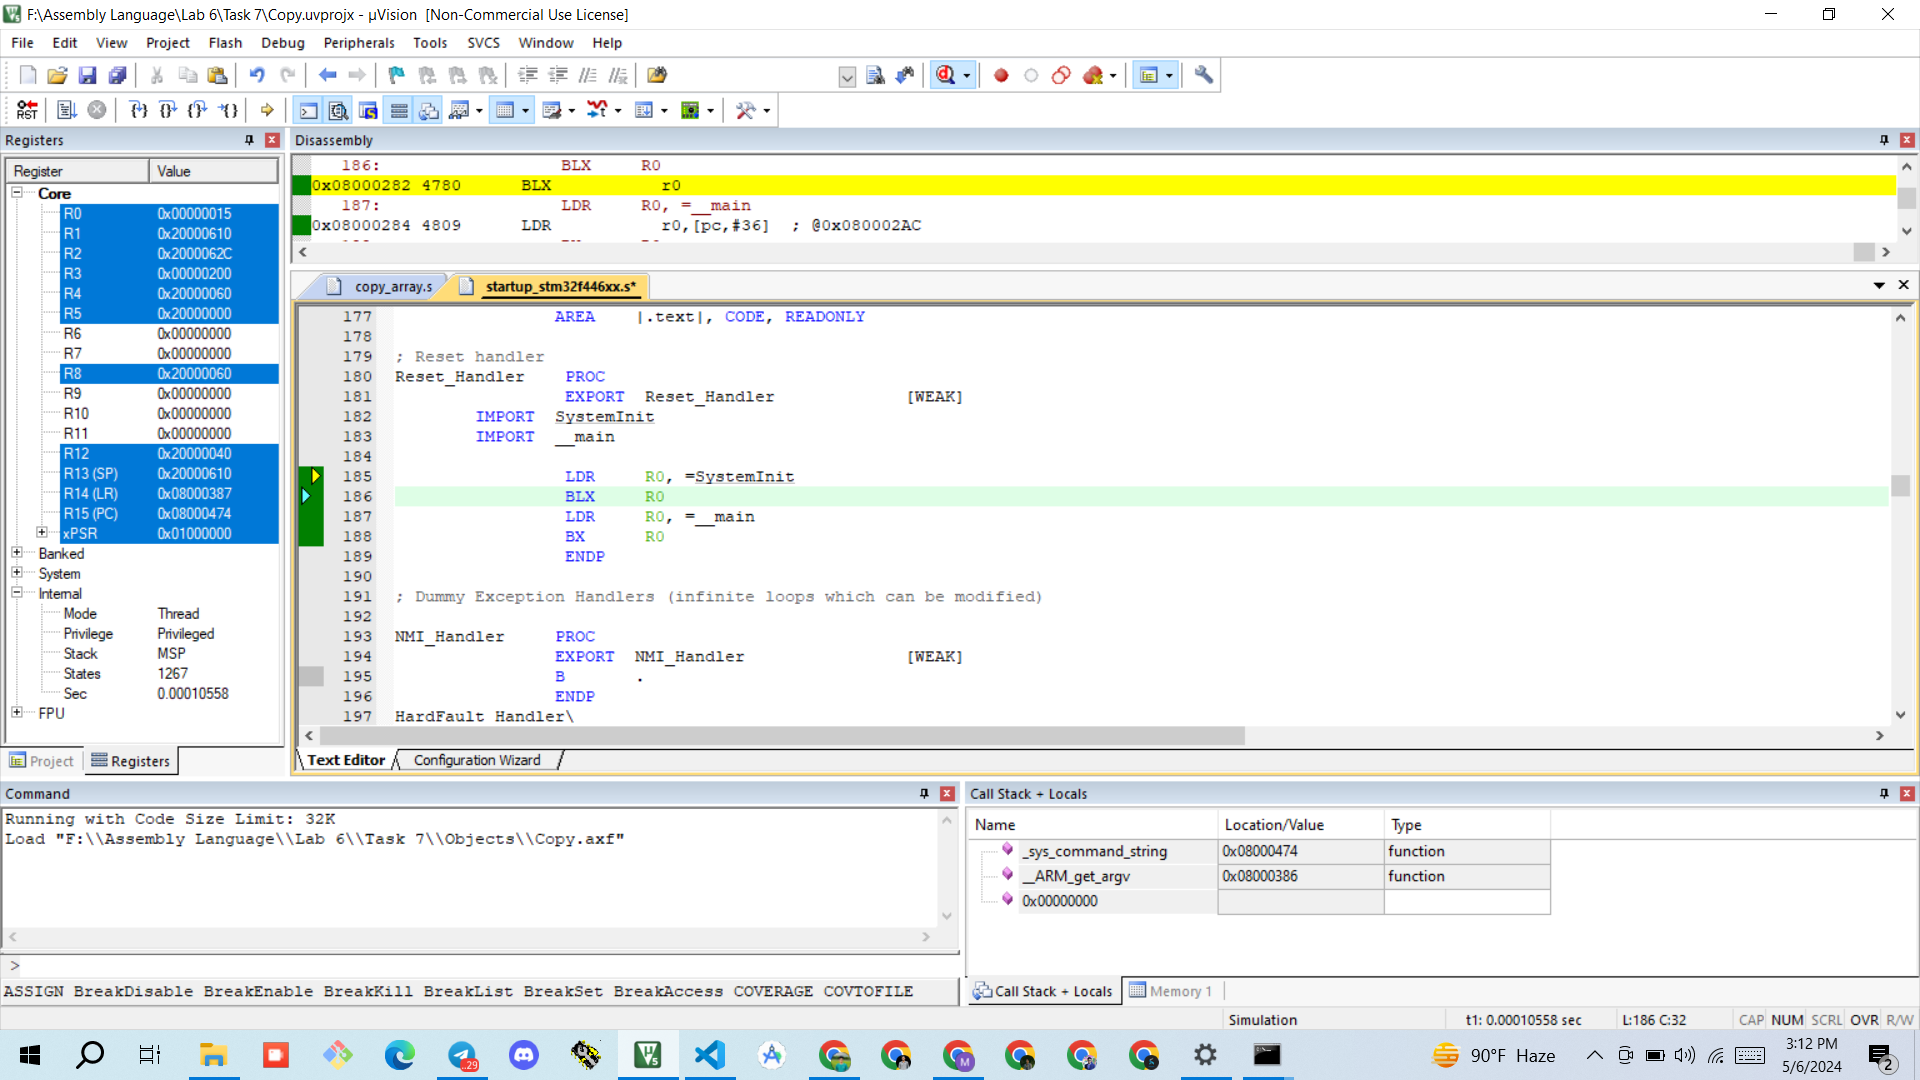 F:\Assembly Language\Lab 6\Task 7\Copy.uvprojx - µVision  [Non-Commercial Use License]
File Edit View Project Flash Debug Peripherals Tools SVCS Window Help
RST
Registers
Register Value
Core
R0 0x00000015
R1 0x20000610
R2 0x2000062C
R3 0x00000200
R4 0x20000060
R5 0x20000000
R6 0x00000000
R7 0x00000000
R8 0x20000060
R9 0x00000000
R10 0x00000000
R11 0x00000000
R12 0x20000040
R13 (SP) 0x20000610
R14 (LR) 0x08000387
R15 (PC) 0x08000474
xPSR 0x01000000
Banked
System
Internal
Mode Thread
Privilege Privileged
Stack MSP
States 1267
Sec 0.00010558
FPU
Project Registers
Disassembly
186: BLX R0
0x08000282 4780 BLX r0
187: LDR R0, =__main
0x08000284 4809 LDR r0,[pc,#36] ; @0x080002AC
copy_array.s startup_stm32f446xx.s*
177 AREA |.text|, CODE, READONLY
178
179 ; Reset handler
180 Reset_Handler PROC
181 EXPORT Reset_Handler [WEAK]
182 IMPORT SystemInit
183 IMPORT __main
184
185 LDR R0, =SystemInit
186 BLX R0
187 LDR R0, =__main
188 BX R0
189 ENDP
190
191 ; Dummy Exception Handlers (infinite loops which can be modified)
192
193 NMI_Handler PROC
194 EXPORT NMI_Handler [WEAK]
195 B .
196 ENDP
197 HardFault_Handler\
Text Editor Configuration Wizard
Command
Running with Code Size Limit: 32K
Load "F:\\Assembly Language\\Lab 6\\Task 7\\Objects\\Copy.axf"
>
ASSIGN BreakDisable BreakEnable BreakKill BreakList BreakSet BreakAccess COVERAGE COVTOFILE
Call Stack + Locals
Name Location/Value Type
_sys_command_string 0x08000474 function
__ARM_get_argv 0x08000386 function
0x00000000
Call Stack + Locals Memory 1
Simulation t1: 0.00010558 sec L:186 C:32 CAP NUM SCRL OVR R/W
..29
M
90°F Haze
3:12 PM
5/6/2024
2